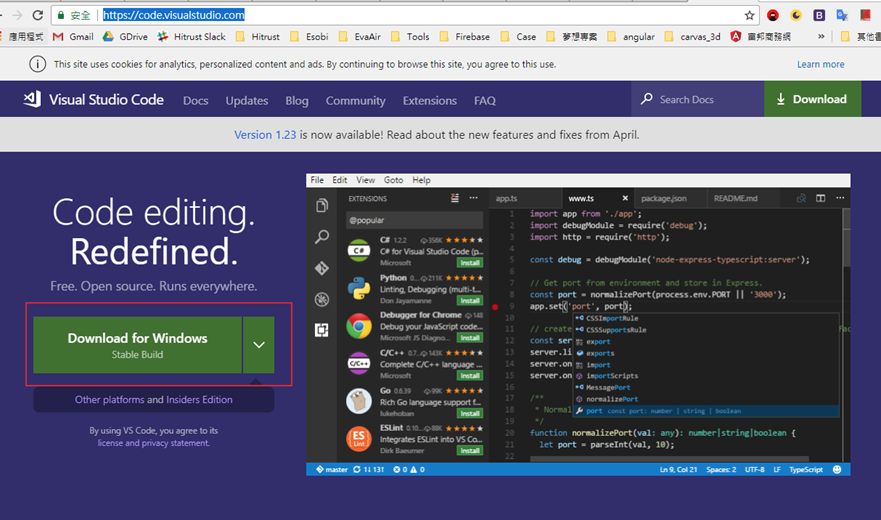 安全 https://code.visualstudio.com
應用程式 Gmail GDrive Hitrust Slack Hitrust Esobi EvaAir Tools Firebase Case 夢想專案 angular carvas_3d 富邦商務網 » 其他書
This site uses cookies for analytics, personalized content and ads. By continuing to browse this site, you agree to this use. Learn more
Visual Studio Code Docs Updates Blog Community Extensions FAQ Search Docs Download
Version 1.23 is now available! Read about the new features and fixes from April.
Code editing.
Redefined.
Free. Open source. Runs everywhere.
Download for Windows
Stable Build
Other platforms and Insiders Edition
By using VS Code, you agree to its
license and privacy statement.
File Edit View Goto Help
EXTENSIONS
@popular
C# 1.2.2 356K
C# for Visual Studio Code (p...
Microsoft Install
Python 0.... 211K
Linting, Debugging (multi-t...
Don Jayamanne Install
Debugger for Chrome 148
Debug your JavaScript code...
Microsoft JS Diagno... Install
C/C++ 0.7... 143K
Complete C/C++ language ...
Microsoft Install
Go 0.6.39 99K
Rich Go language support f...
lukehoban Install
ESLint 0.10... 88K
Integrates ESLint into VS Co...
Dirk Baeumer Install
app.ts www.ts package.json README.md
1 import app from './app';
2 import debugModule = require('debug');
3 import http = require('http');
4
5 const debug = debugModule('node-express-typescript:server');
6
7 // Get port from environment and store in Express.
8 const port = normalizePort(process.env.PORT || '3000');
9 app.set('port', port);
10
11 // create
12 const ser
13 server.li
14 server.on
15 server.on
16
17 /**
18 * Normal
19 */
20 function normalizePort(val: any): number|string|boolean {
21 let port = parseInt(val, 10);
22
CSSImportRule
CSSSupportsRule
export
exports
import
importScripts
MessagePort
normalizePort
port const port: number | string | boolean
master 1↓ 13↑ 0 0 Ln 9, Col 21 Spaces: 2 UTF-8 LF TypeScript